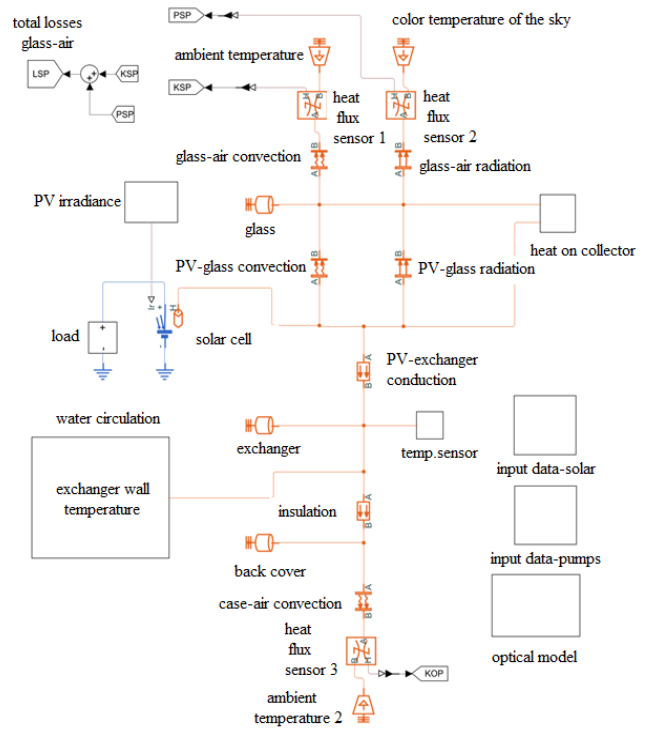 total losses
glass-air
PSP
color temperature of the sky
ambient temperature
LSP
KSP
PSP
KSP
H
B
A
heat
flux
sensor 1
H
B
A
heat
flux
sensor 2
glass-air convection
B
A
B
A
glass-air radiation
PV irradiance
glass
heat on collector
PV-glass convection
B
A
B
A
PV-glass radiation
Ir
+
H
load
+
-
-
solar cell
A
B
PV-exchanger
conduction
water circulation
exchanger
temp.sensor
input data-solar
exchanger wall
temperature
insulation
A
B
input data-pumps
back cover
case-air convection
A
B
heat
flux
sensor 3
A
B
H
KOP
optical model
ambient
temperature 2